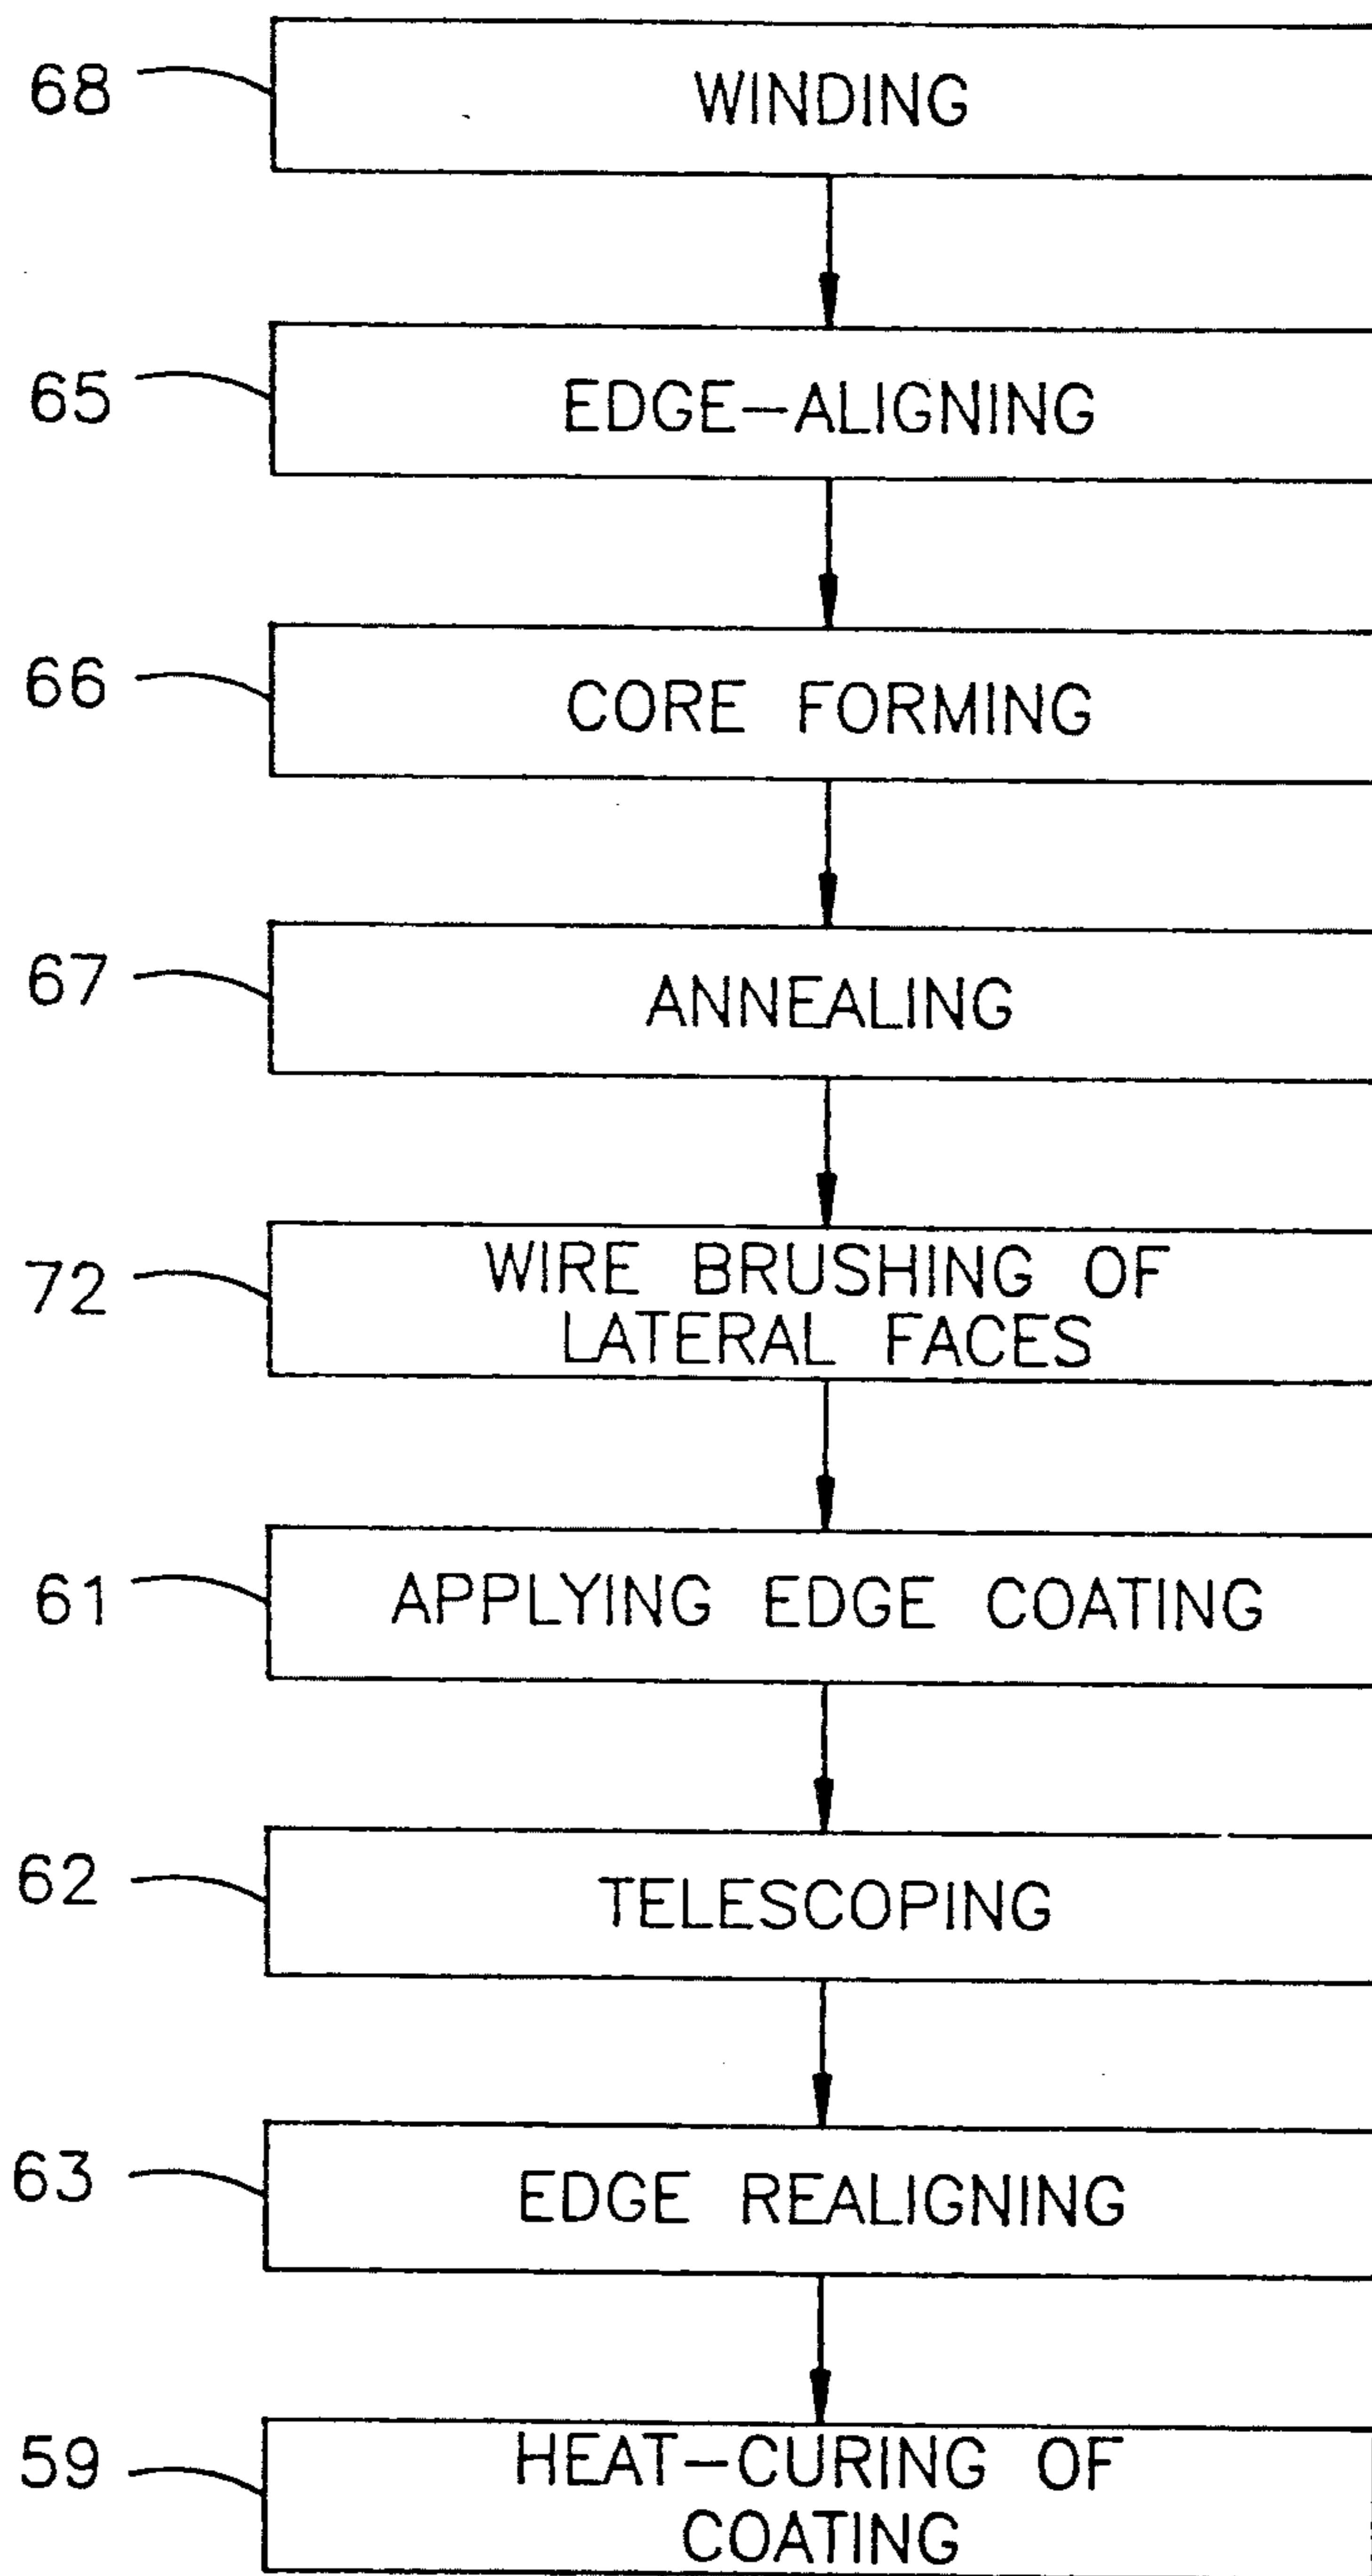 68 WINDING
65 EDGE-ALIGNING
66 CORE FORMING
67 ANNEALING
72 WIRE BRUSHING OF
LATERAL FACES
61 APPLYING EDGE COATING
62 TELESCOPING
63 EDGE REALIGNING
59 HEAT-CURING OF
COATING